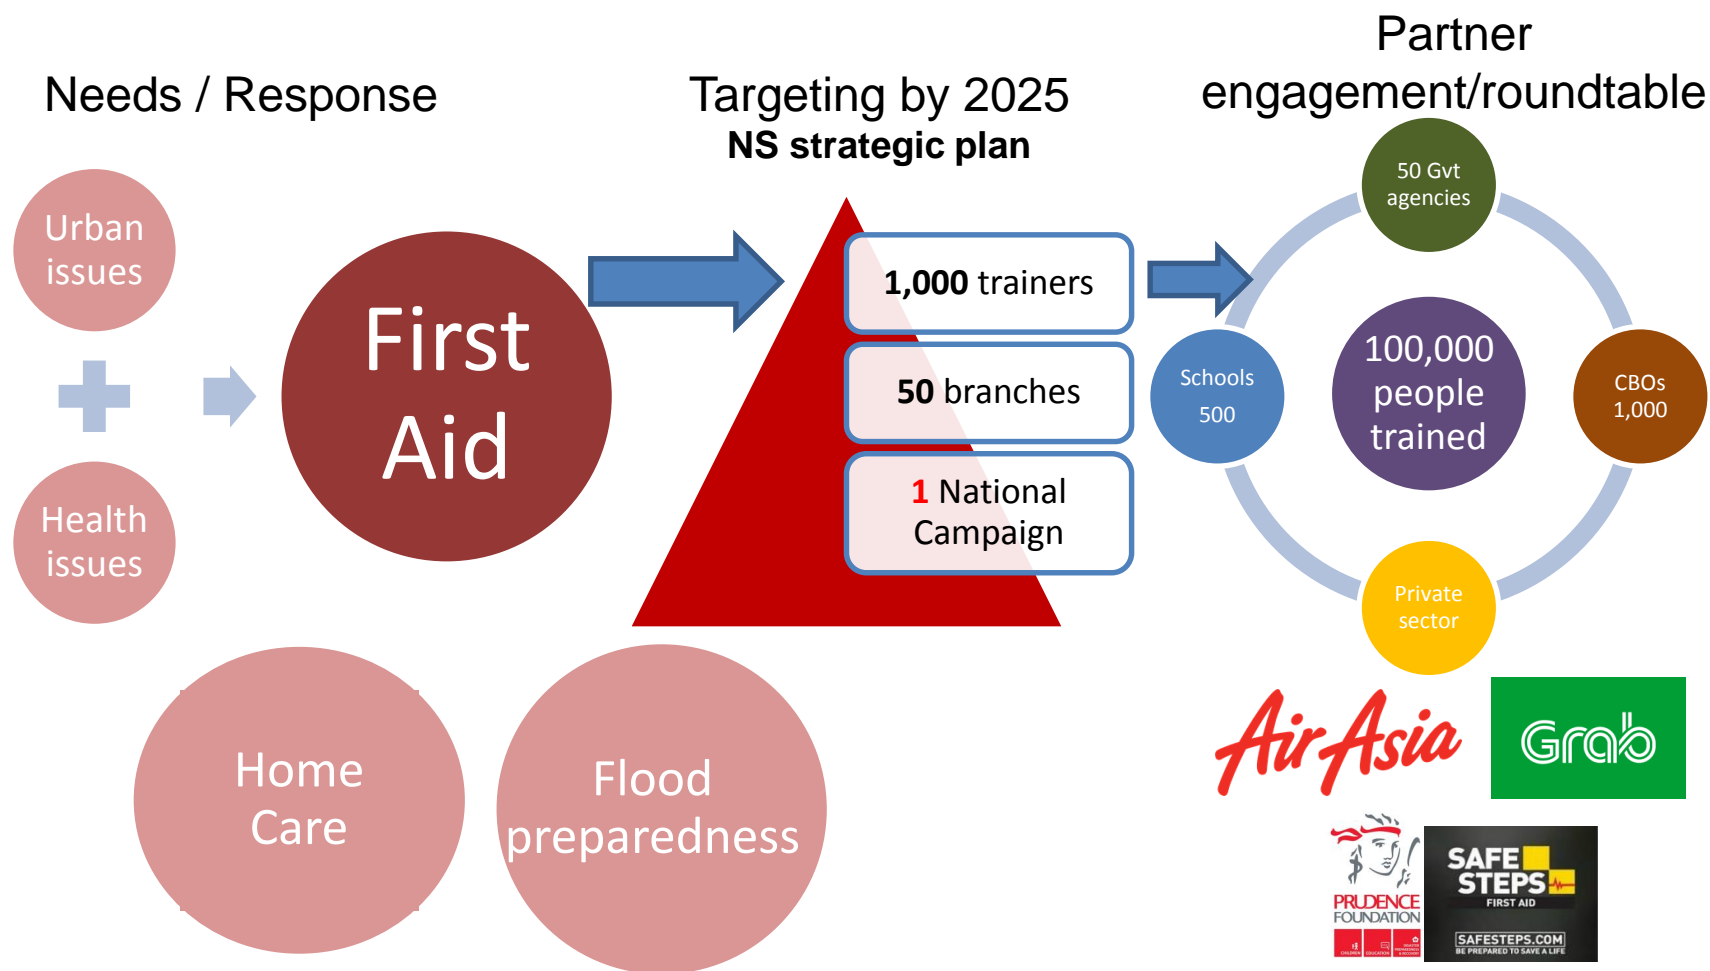 Needs / Response
Urban
issues
Health
issues
First
Aid
Home
Care
Flood
preparedness
Targeting by 2025
NS strategic plan
1,000 trainers
50 branches
1 National
Campaign
Partner
engagement/roundtable
50 Gvt
agencies
Schools
500
100,000
people
trained
CBOs
1,000
Private
sector
AirAsia
Grab
PRUDENCE
FOUNDATION
CHILDREN
EDUCATION
SAFE
STEPS
FIRST AID
SAFESTEPS.COM
BE PREPARED TO SAVE A LIFE